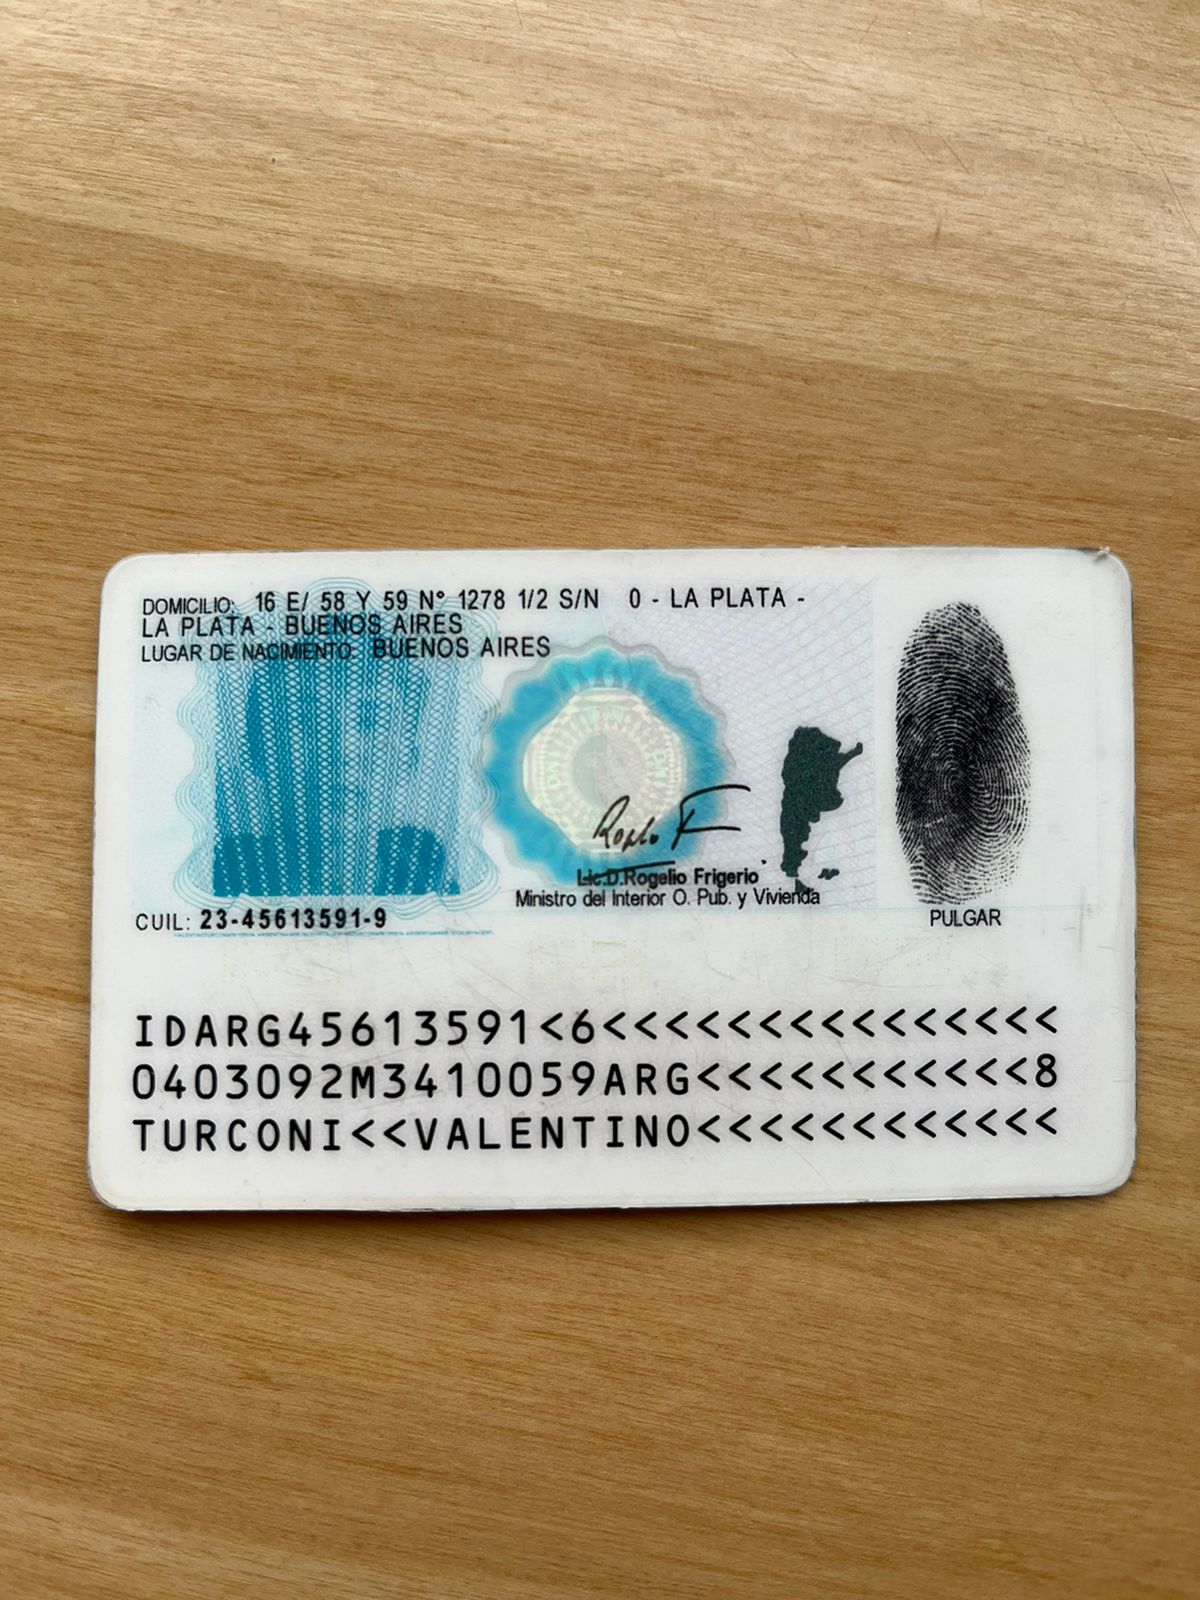 DOMICILIO: 16 E/ 58 Y 59 N° 1278 1/2 S/N 0 - LA PLATA -
LA PLATA - BUENOS AIRES
LUGAR DE NACIMIENTO: BUENOS AIRES
DNI
DNI
Lic.D.Rogelio Frigerio
Ministro del Interior O. Pub. y Vivienda
CUIL: 23-45613591-9
PULGAR
IDARG45613591<6<<<<<<<<<<<<<<<
0403092M3410059ARG<<<<<<<<<<<8
TURCONI<<VALENTINO<<<<<<<<<<<<